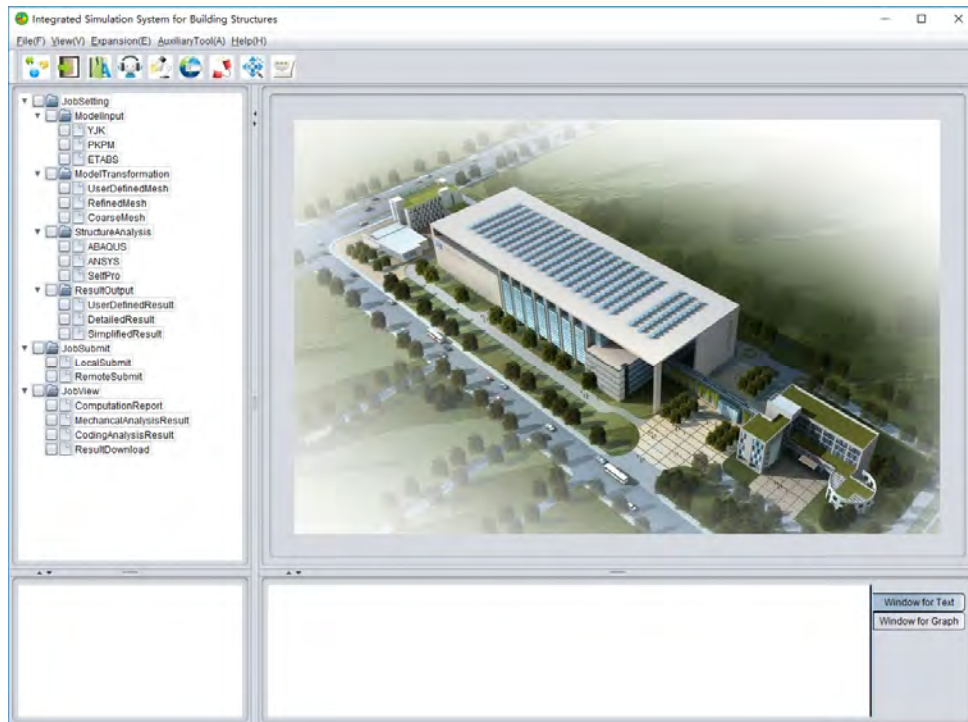 Integrated Simulation System for Building Structures
File(F) View(V) Expansion(E) AuxiliaryTool(A) Help(H)
JobSetting
ModelInput
YJK
PKPM
ETABS
ModelTransformation
UserDefinedMesh
RefinedMesh
CoarseMesh
StructureAnalysis
ABAQUS
ANSYS
SelfPro
ResultOutput
UserDefinedResult
DetailedResult
SimplifiedResult
JobSubmit
LocalSubmit
RemoteSubmit
JobView
ComputationReport
MechancalAnalysisResult
CodingAnalysisResult
ResultDownload
Window for Text
Window for Graph